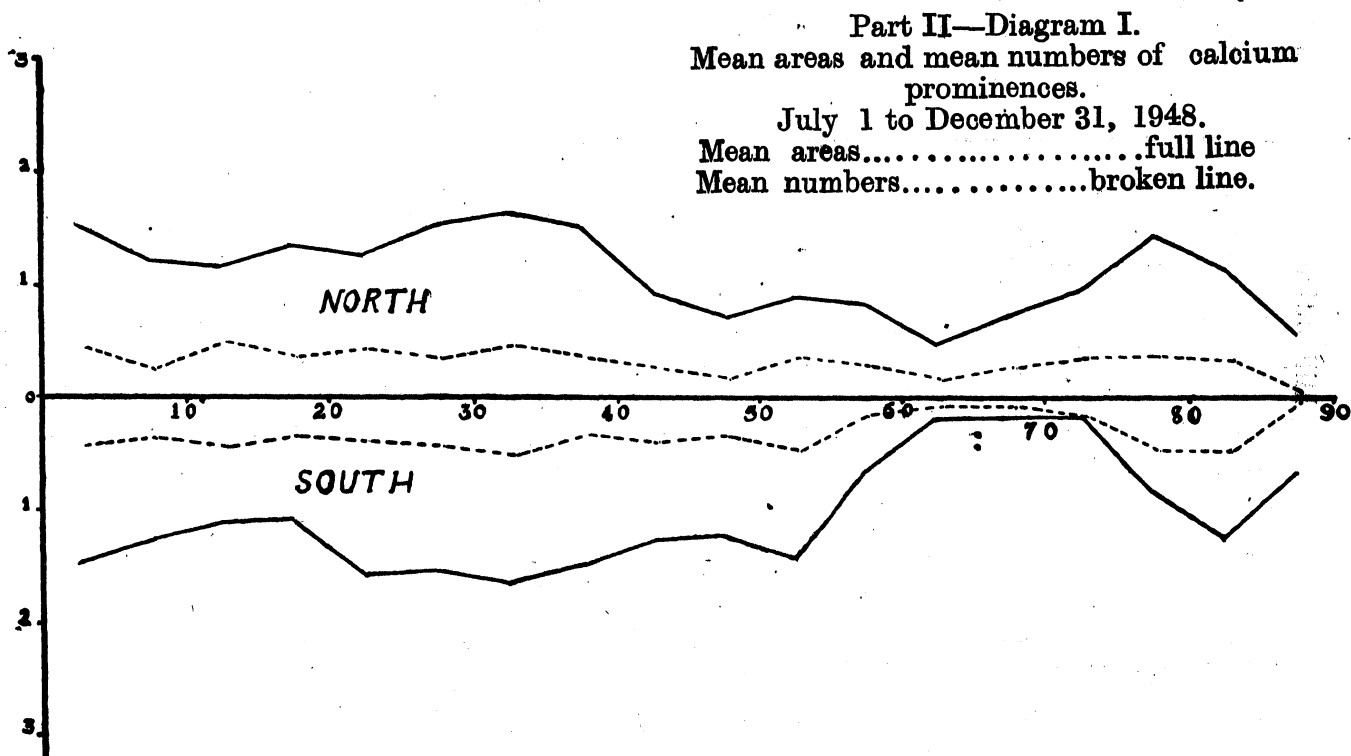 Part II—Diagram I.
Mean areas and mean numbers of calcium
prominences.
July 1 to December 31, 1948.
Mean areas.......................full line
Mean numbers...............broken line.
3
2
1
NORTH
0
10 20 30 40 50 60 70 80 90
SOUTH
1
2
3